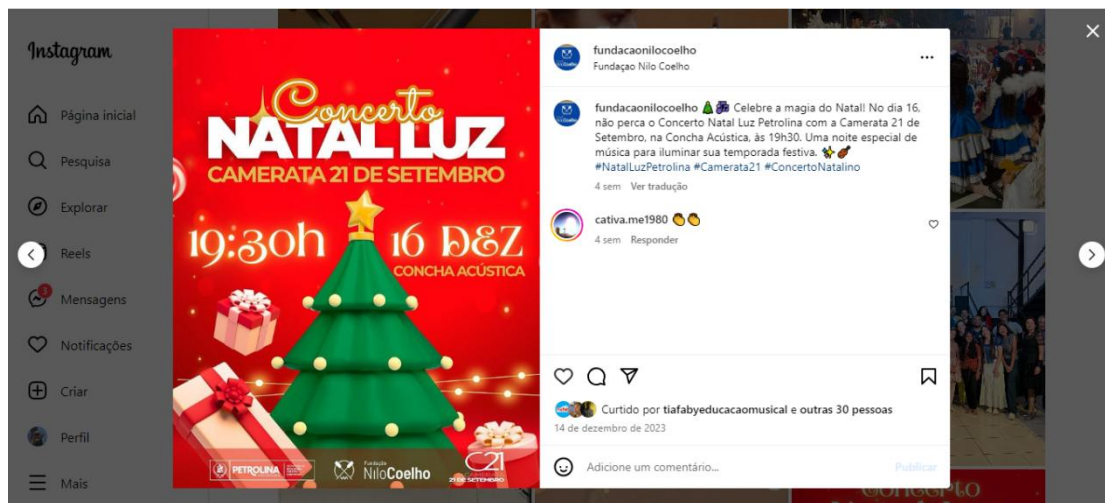 Instagram
Página inicial
Pesquisa
Explorar
Reels
3
Mensagens
Notificações
Criar
Perfil
Mais
Concerto
NATAL LUZ
CAMERATA 21 DE SETEMBRO
19:30h
16 DEZ
CONCHA ACÚSTICA
PETROLINA
Fundação
NiloCoelho
C21
CAMERATA
21 DE SETEMBRO
fundacaonilocoelho
Fundaçao Nilo Coelho
fundacaonilocoelho 🎄🎊 Celebre a magia do Natal! No dia 16,
não perca o Concerto Natal Luz Petrolina com a Camerata 21 de
Setembro, na Concha Acústica, às 19h30. Uma noite especial de
música para iluminar sua temporada festiva. 🌟🎻
#NatalLuzPetrolina #Camerata21 #ConcertoNatalino
4 sem Ver tradução
cativa.me1980 👏👏
4 sem Responder
Curtido por tiafabyeducacaomusical e outras 30 pessoas
14 de dezembro de 2023
Adicione um comentário...
Publicar
Concerto